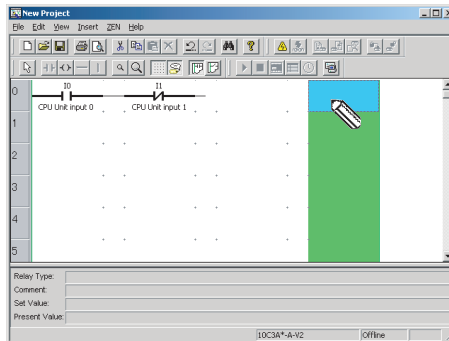 New Project
File Edit View Insert ZEN Help
0
I0 I1
CPU Unit input 0 CPU Unit input 1
1
2
3
4
5
Relay Type:
Comment:
Set Value:
Present Value:
10C3A*-A-V2 Offline